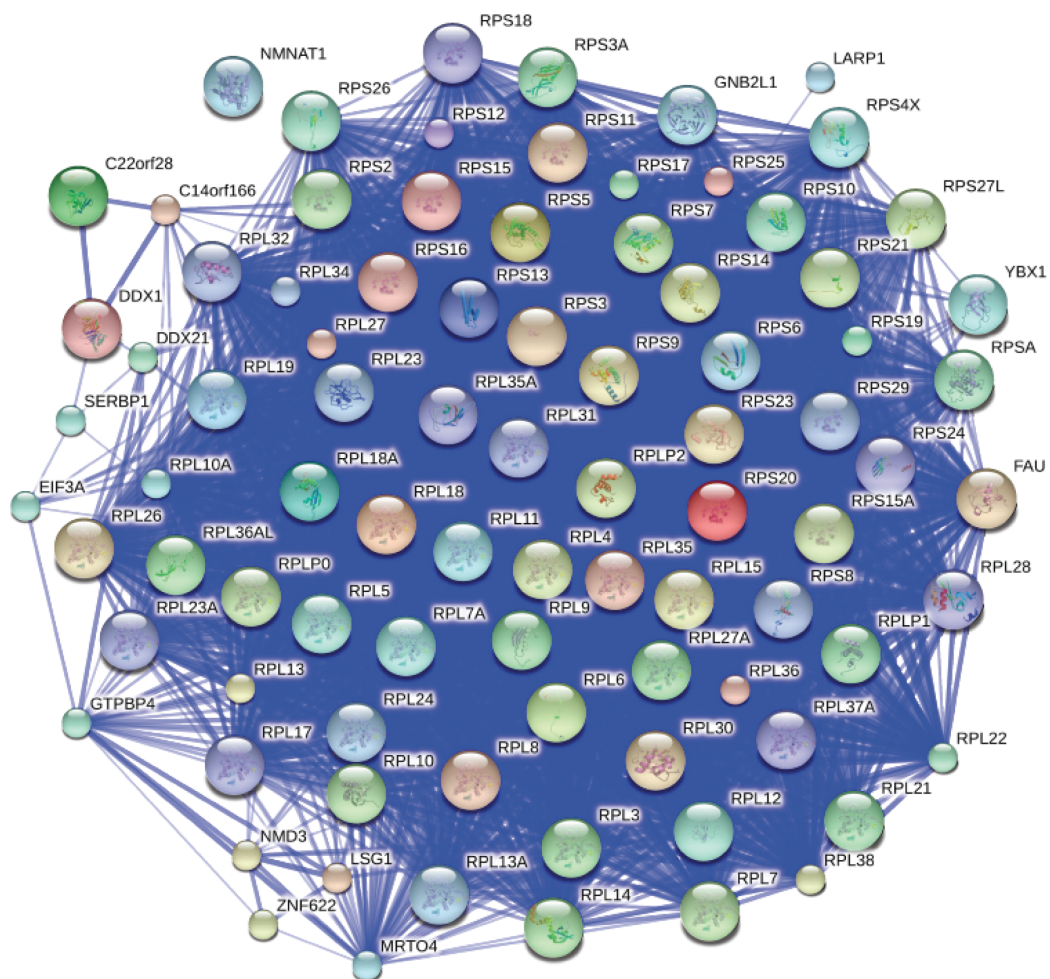 RPS18
RPS3A
NMNAT1
LARP1
RPS26
GNB2L1
RPS4X
RPS12
RPS11
C22orf28
RPS2
RPS15
RPS17
RPS25
C14orf166
RPS5
RPS10
RPS27L
RPS7
RPL32
RPS16
RPS14
RPS21
RPL34
RPS13
YBX1
DDX1
RPS3
RPL27
RPS19
DDX21
RPS6
RPL19
RPL23
RPS9
RPSA
RPL35A
SERBP1
RPL31
RPS23
RPS29
RPS24
RPL10A
RPL18A
RPLP2
FAU
EIF3A
RPS20
RPL26
RPL18
RPS15A
RPL36AL
RPL11
RPL4
RPL35
RPL28
RPLP0
RPL15
RPS8
RPL23A
RPL5
RPL7A
RPL9
RPLP1
RPL27A
RPL13
RPL6
RPL36
GTPBP4
RPL24
RPL37A
RPL17
RPL30
RPL22
RPL10
RPL8
RPL21
RPL3
RPL12
NMD3
LSG1
RPL13A
RPL38
RPL14
RPL7
ZNF622
MRTO4